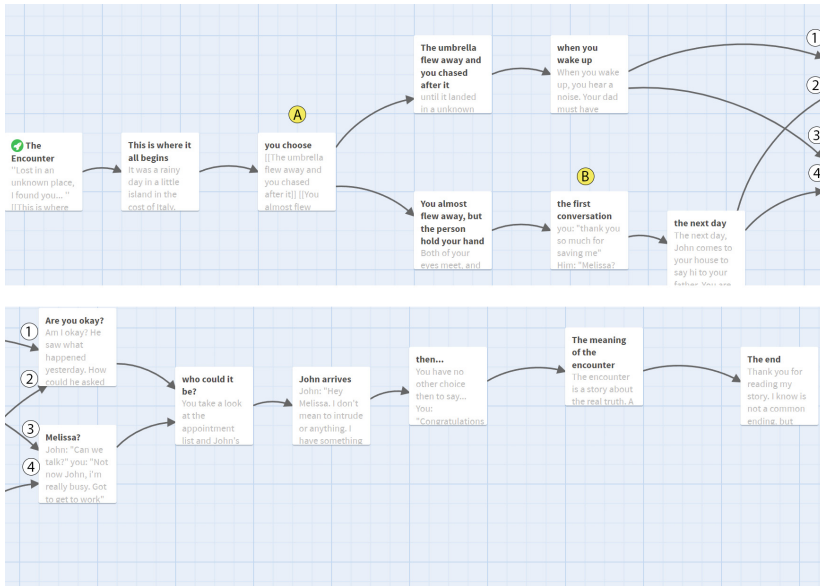 The
Encounter
"Lost in an
unknown place,
I found you... "
[[This is where
This is where it
all begins
It was a rainy
day in a little
island in the
cost of Italy.
A
you choose
[[The umbrella
flew away and
you chased
after it]] [[You
almost flew
The umbrella
flew away and
you chased
after it
until it landed
in a unknown
when you
wake up
When you wake
up, you hear a
noise. Your dad
must have
You almost
flew away, but
the person
hold your hand
Both of your
eyes meet, and
B
the first
conversation
you: "thank you
so much for
saving me"
Him: "Melissa?
the next day
The next day,
John comes to
your house to
say hi to your
father. You are
1
2
3
4
1
2
3
4
Are you okay?
Am I okay? He
saw what
happened
yesterday. How
could he asked
Melissa?
John: "Can we
talk?" you: "Not
now John, i'm
really busy. Got
to get to work"
who could it
be?
You take a look
at the
appointment
list and John's
John arrives
John: "Hey
Melissa. I don't
mean to intrude
or anything. I
have something
then...
You have no
other choice
then to say...
You:
"Congratulations
The meaning
of the
encounter
The encounter
is a story about
the real truth. A
The end
Thank you for
reading my
story. I know is
not a common
ending, but